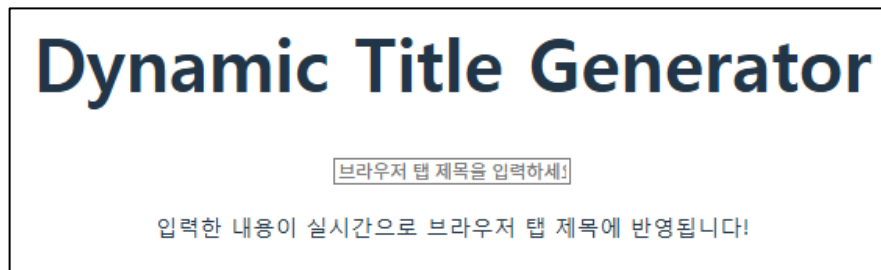 Dynamic Title Generator
브라우저 탭 제목을 입력하세요
입력한 내용이 실시간으로 브라우저 탭 제목에 반영됩니다!